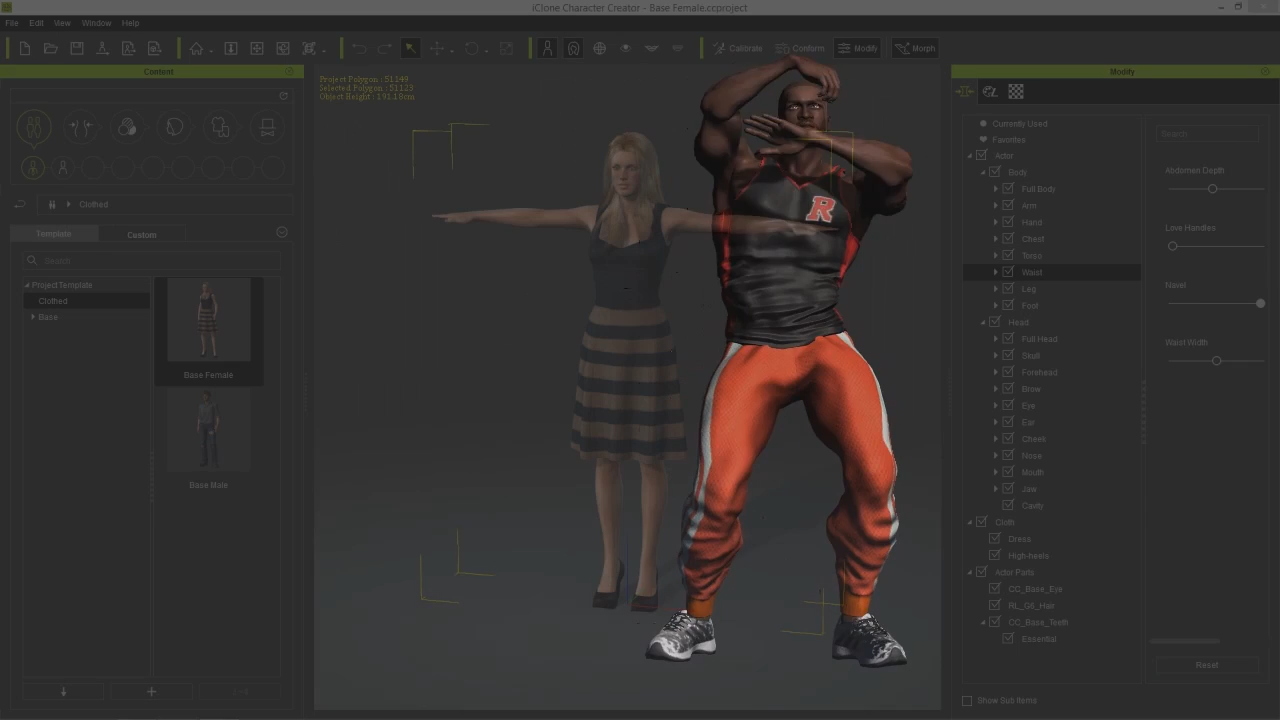 iClone Character Creator - Base Female.ccproject
File Edit View Window Help
Calibrate Conform Modify Morph
Content
Clothed
Template Custom
Search
ProjectTemplate
Clothed
Base
Base Female
Base Male
Project Polygon : 51149
Selected Polygon : 51123
Object Height : 191.18cm
R
Modify
Currently Used
Favorites
Actor
Body
Full Body
Arm
Hand
Chest
Torso
Waist
Leg
Foot
Head
Full Head
Skull
Forehead
Brow
Eye
Ear
Cheek
Nose
Mouth
Jaw
Cavity
Cloth
Dress
High-heels
Actor Parts
CC_Base_Eye
RL_G6_Hair
CC_Base_Teeth
Essential
Show Sub Items
Search
Abdomen Depth
Love Handles
Navel
Waist Width
Reset